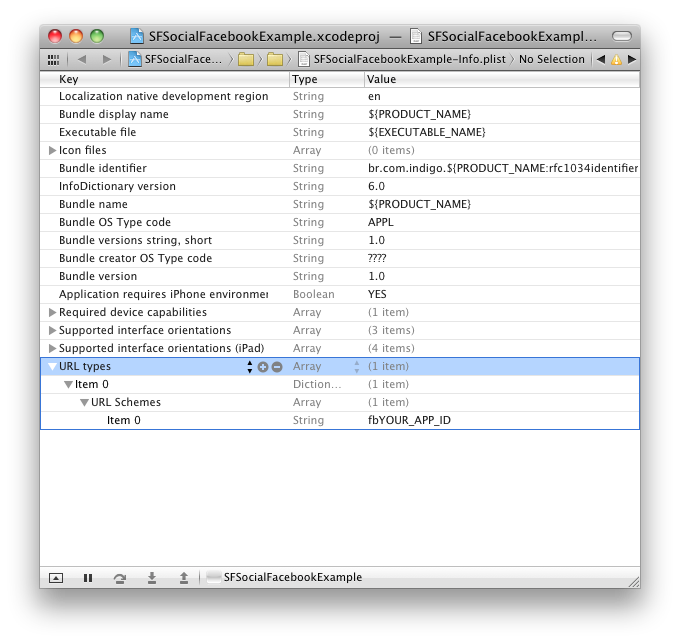 SFSocialFacebookExample.xcodeproj — SFSocialFacebookExampl...
SFSocialFace... SFSocialFacebookExample-Info.plist No Selection
Key Type Value
Localization native development region String en
Bundle display name String ${PRODUCT_NAME}
Executable file String ${EXECUTABLE_NAME}
Icon files Array (0 items)
Bundle identifier String br.com.indigo.${PRODUCT_NAME:rfc1034identifier
InfoDictionary version String 6.0
Bundle name String ${PRODUCT_NAME}
Bundle OS Type code String APPL
Bundle versions string, short String 1.0
Bundle creator OS Type code String ????
Bundle version String 1.0
Application requires iPhone environmer Boolean YES
Required device capabilities Array (1 item)
Supported interface orientations Array (3 items)
Supported interface orientations (iPad) Array (4 items)
URL types Array (1 item)
Item 0 Diction... (1 item)
URL Schemes Array (1 item)
Item 0 String fbYOUR_APP_ID
SFSocialFacebookExample